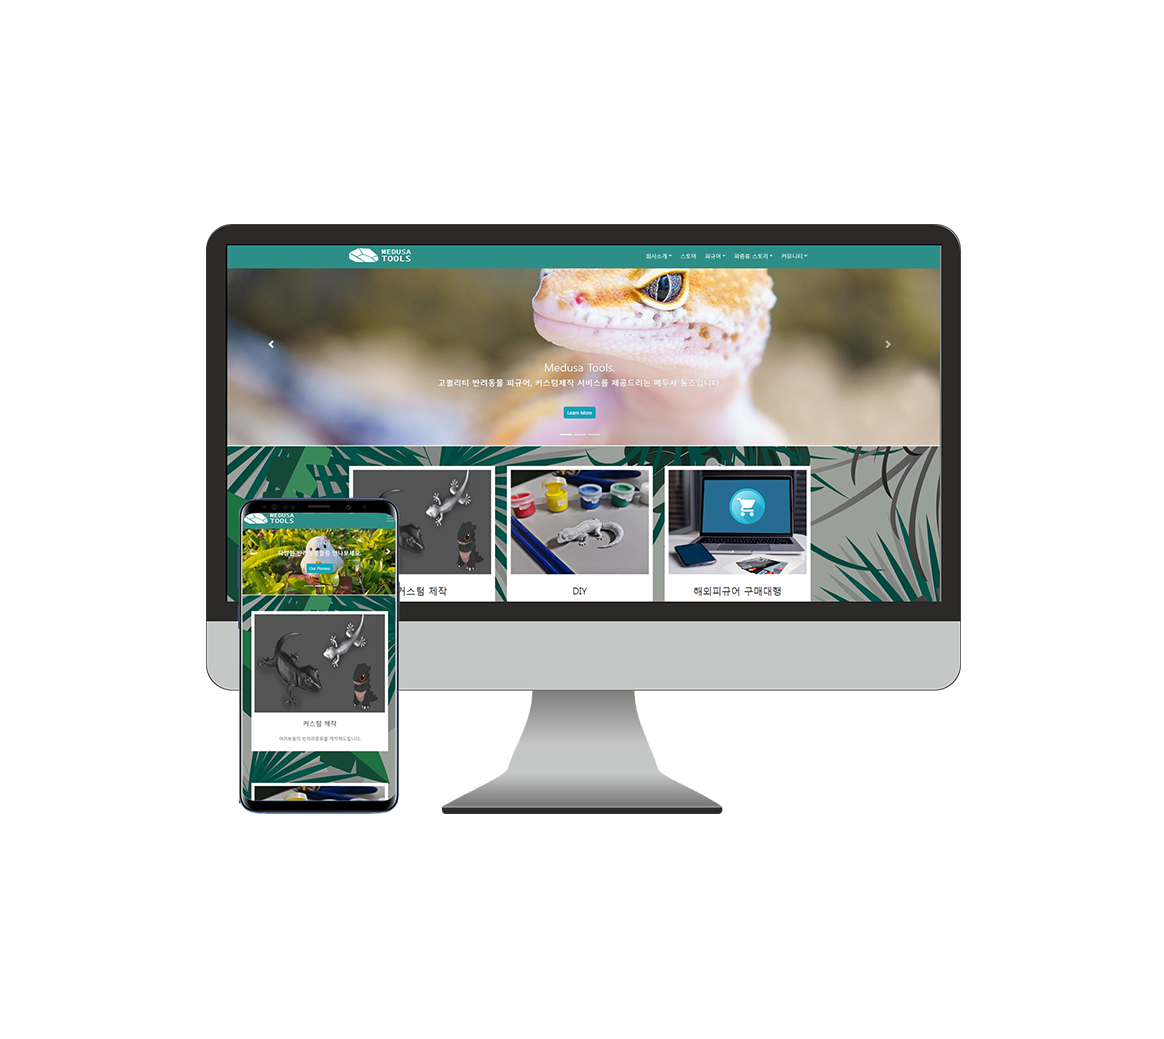 MEDUSA
TOOLS
회사소개 스토어 피규어 파충류 스토리 커뮤니티
Medusa Tools.
고퀄리티 반려동물 피규어, 커스텀제작 서비스를 제공드리는 메두사 툴즈입니다.
Learn More
커스텀 제작
DIY
해외피규어 구매대행
MEDUSA
TOOLS
다양한 반려동물들을 만나보세요.
Our Process
커스텀 제작
여러분들의 반려파충류를 제작해드립니다.